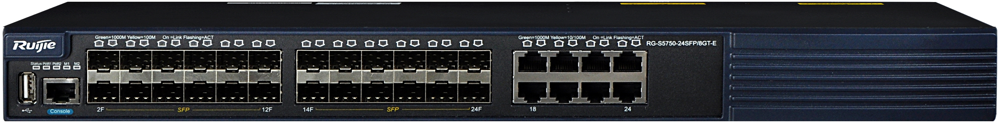 Ruijie
Green=1000M Yellow=100M On =Link Flashing=ACT
Green=1000M Yellow=10/100M On =Link Flashing=ACT
RG-S5750-24SFP/8GT-E
Status PWR1 PWR2 M1 M2
Console
2F SFP 12F
14F SFP 24F
18 24